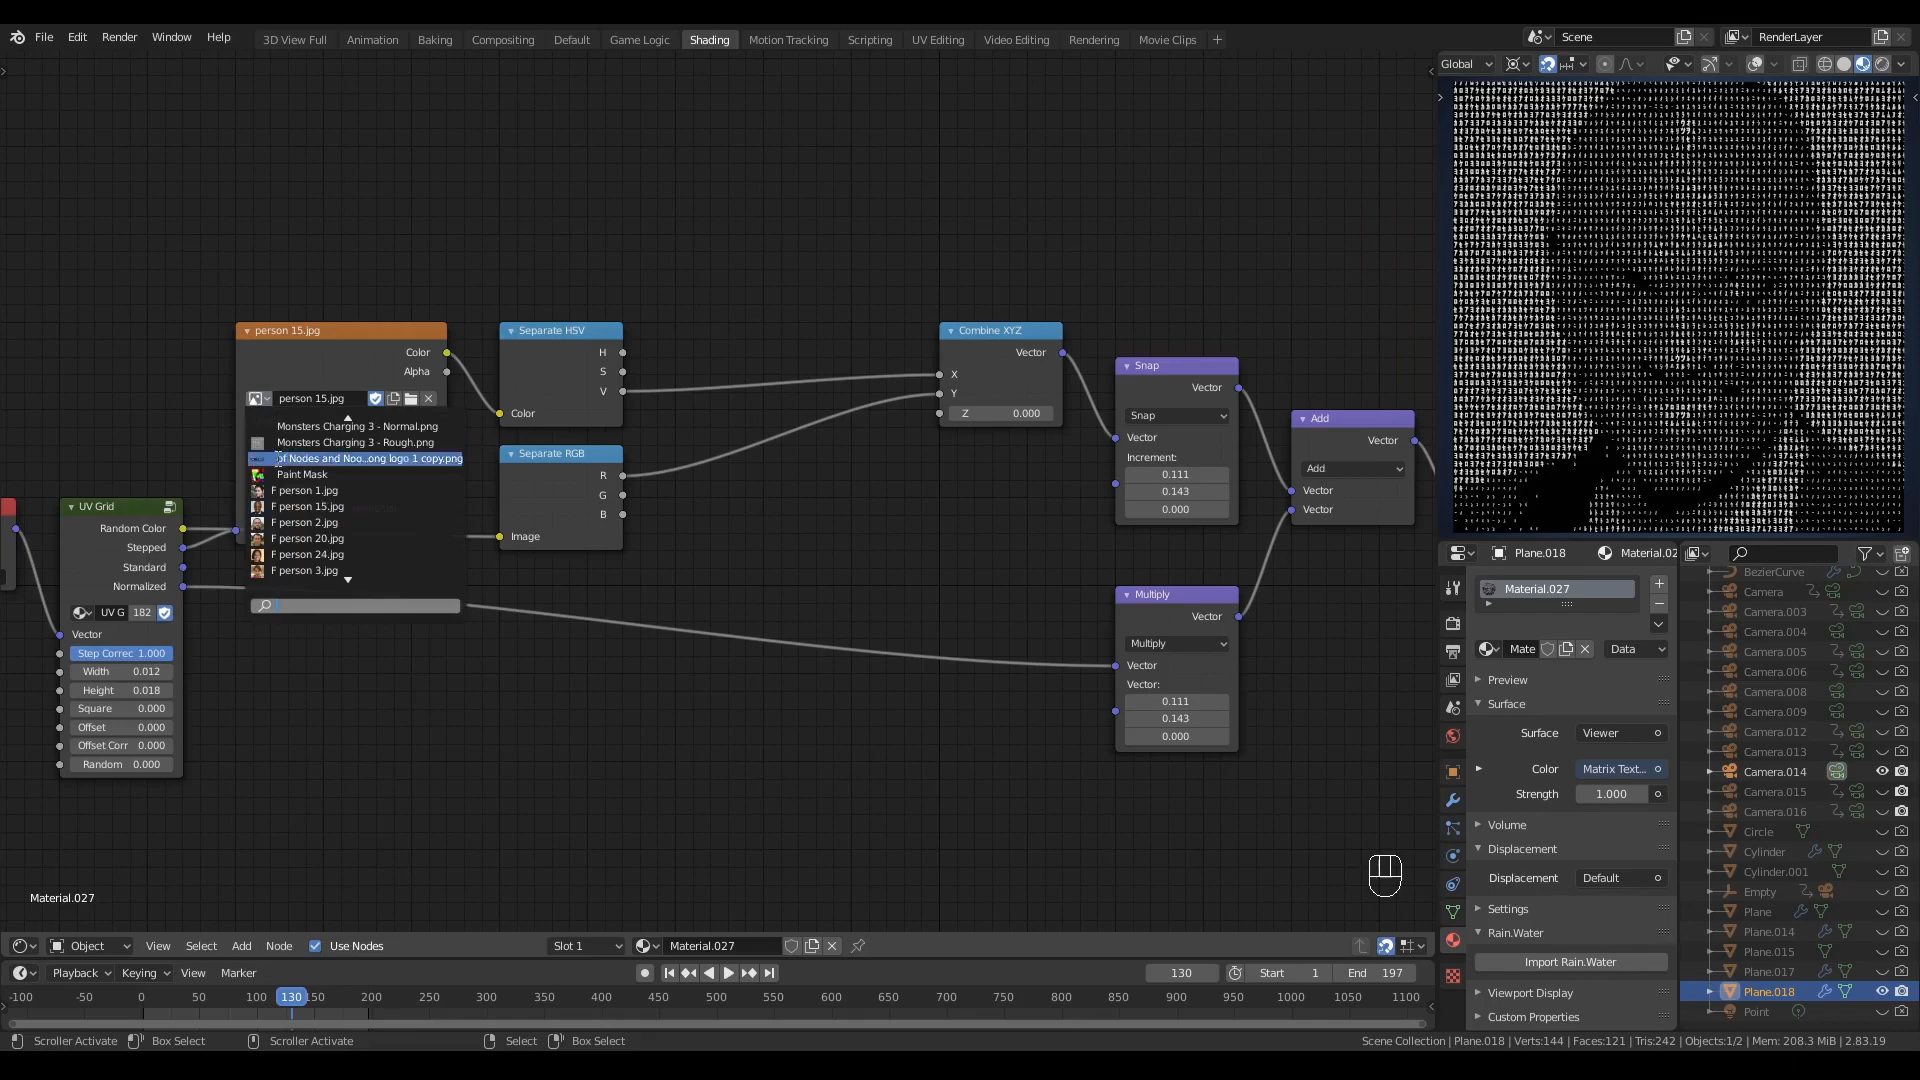 File Edit Render Window Help
3D View Full Animation Baking Compositing Default Game Logic Shading Motion Tracking Scripting UV Editing Video Editing Rendering Movie Clips +
Scene
RenderLayer
Global
person 15.jpg
Color
Alpha
person 15.jpg
Monsters Charging 3 - Normal.png
Monsters Charging 3 - Rough.png
of Nodes and Noo...ong logo 1 copy.png
Paint Mask
F person 1.jpg
F person 15.jpg
F person 2.jpg
F person 20.jpg
F person 24.jpg
F person 3.jpg
Separate HSV
H
S
V
Color
Separate RGB
R
G
B
Image
UV Grid
Random Color
Stepped
Standard
Normalized
UV G 182
Vector
Step Correc 1.000
Width 0.012
Height 0.018
Square 0.000
Offset 0.000
Offset Corr 0.000
Random 0.000
Combine XYZ
Vector
X
Y
Z 0.000
Snap
Vector
Snap
Vector
Increment:
0.111
0.143
0.000
Add
Vector
Add
Vector
Vector
Multiply
Vector
Multiply
Vector
Vector:
0.111
0.143
0.000
Material.027
Object View Select Add Node Use Nodes Slot 1 Material.027
Playback Keying View Marker 130 Start 1 End 197
-100 -50 0 50 100 130 150 200 250 300 350 400 450 500 550 600 650 700 750 800 850 900 950 1000 1050 1100
Scroller Activate Box Select Scroller Activate Select Box Select
Scene Collection | Plane.018 | Verts:144 | Faces:121 | Tris:242 | Objects:1/2 | Mem: 208.3 MiB | 2.83.19
Plane.018 Material.02
Material.027
Mate Data
Preview
Surface
Surface Viewer
Color Matrix Text...
Strength 1.000
Volume
Displacement
Displacement Default
Settings
Rain.Water
Import Rain.Water
Viewport Display
Custom Properties
BezierCurve
Camera
Camera.003
Camera.004
Camera.005
Camera.006
Camera.008
Camera.009
Camera.012
Camera.013
Camera.014
Camera.015
Camera.016
Circle
Cylinder
Cylinder.001
Empty
Plane
Plane.014
Plane.015
Plane.017
Plane.018
Point